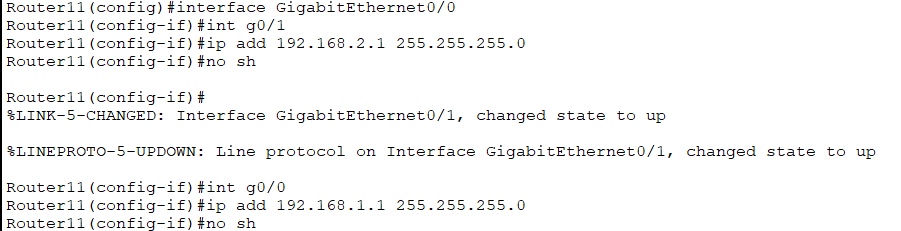 Router11(config)#interface GigabitEthernet0/0
Router11(config-if)#int g0/1
Router11(config-if)#ip add 192.168.2.1 255.255.255.0
Router11(config-if)#no sh
Router11(config-if)#
%LINK-5-CHANGED: Interface GigabitEthernet0/1, changed state to up
%LINEPROTO-5-UPDOWN: Line protocol on Interface GigabitEthernet0/1, changed state to up
Router11(config-if)#int g0/0
Router11(config-if)#ip add 192.168.1.1 255.255.255.0
Router11(config-if)#no sh